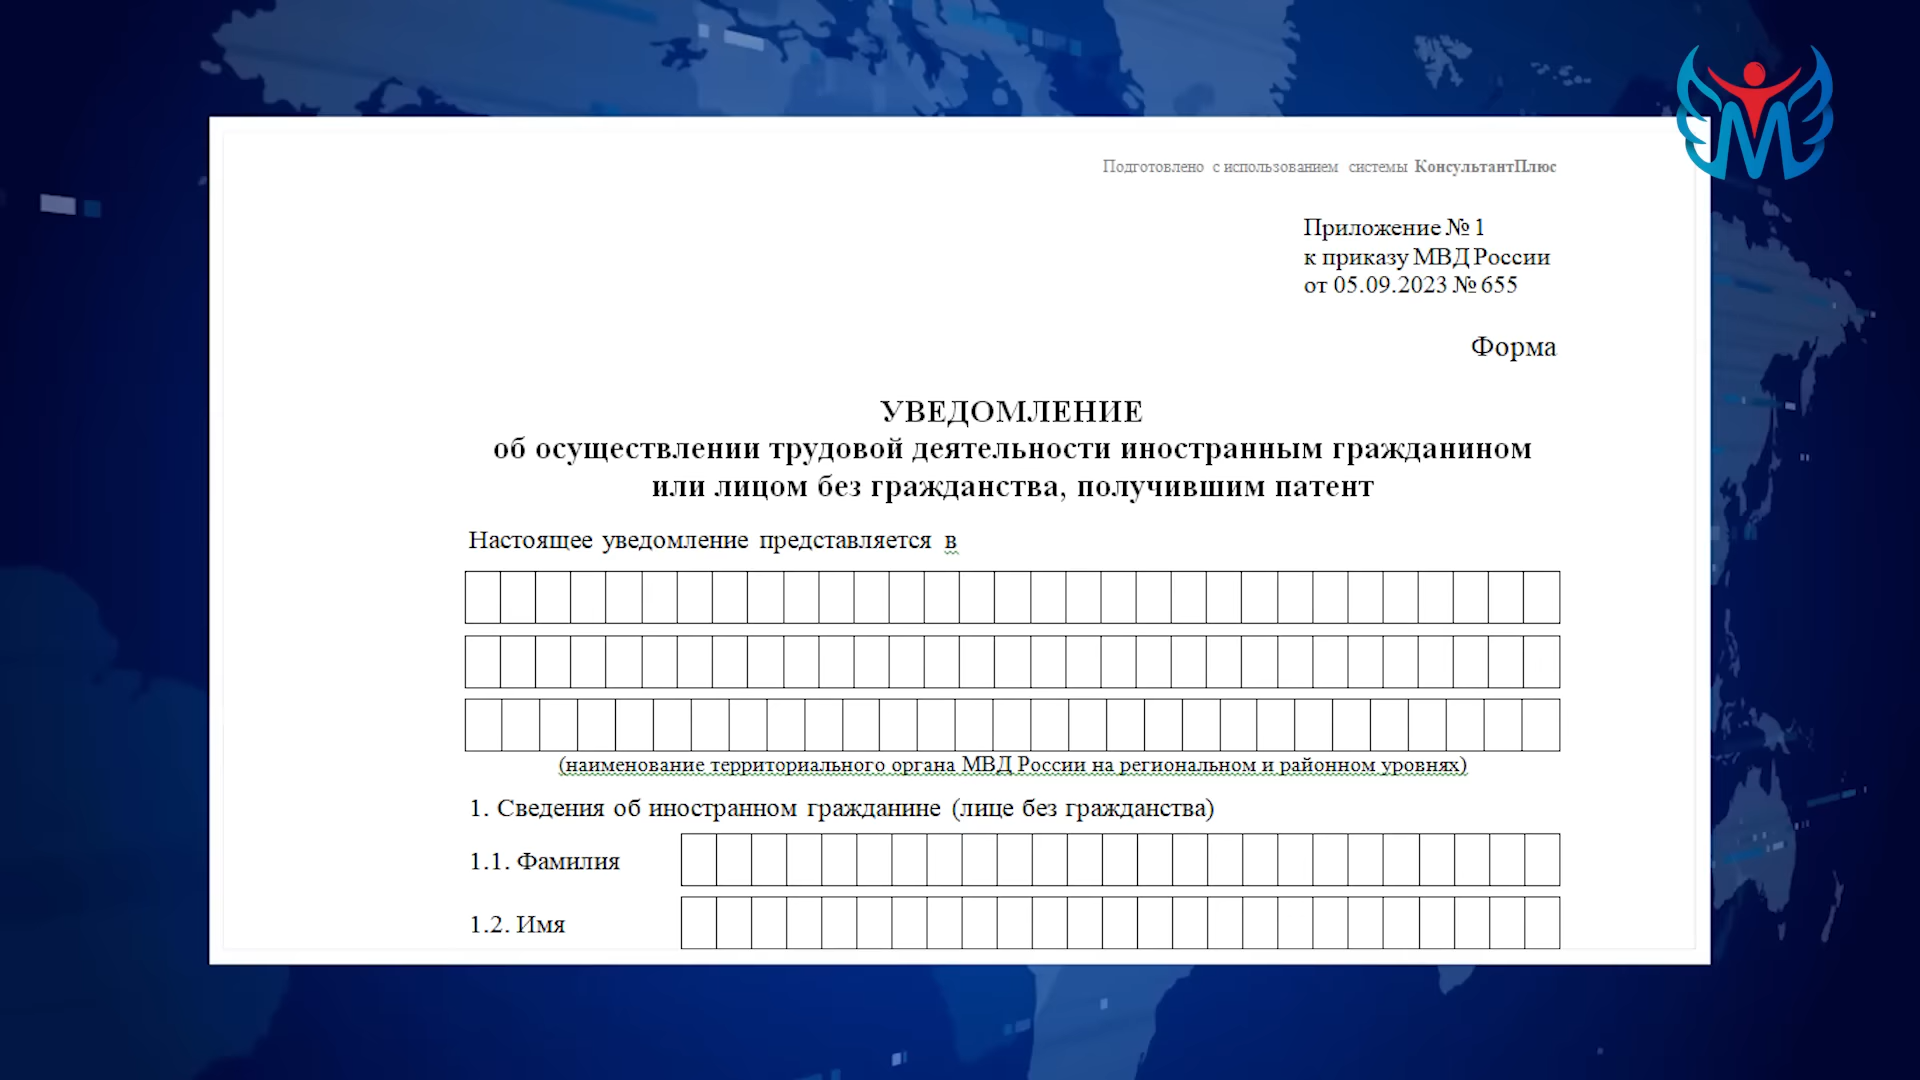 Подготовлено с использованием системы КонсультантПлюс
Приложение № 1
к приказу МВД России
от 05.09.2023 № 655
Форма
УВЕДОМЛЕНИЕ
об осуществлении трудовой деятельности иностранным гражданином
или лицом без гражданства, получившим патент
Настоящее уведомление представляется в
(наименование территориального органа МВД России на региональном и районном уровнях)
1. Сведения об иностранном гражданине (лице без гражданства)
1.1. Фамилия
1.2. Имя